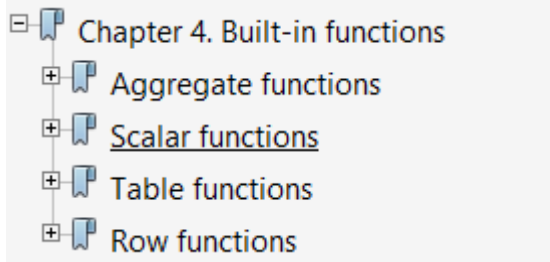 Chapter 4. Built-in functions
Aggregate functions
Scalar functions
Table functions
Row functions